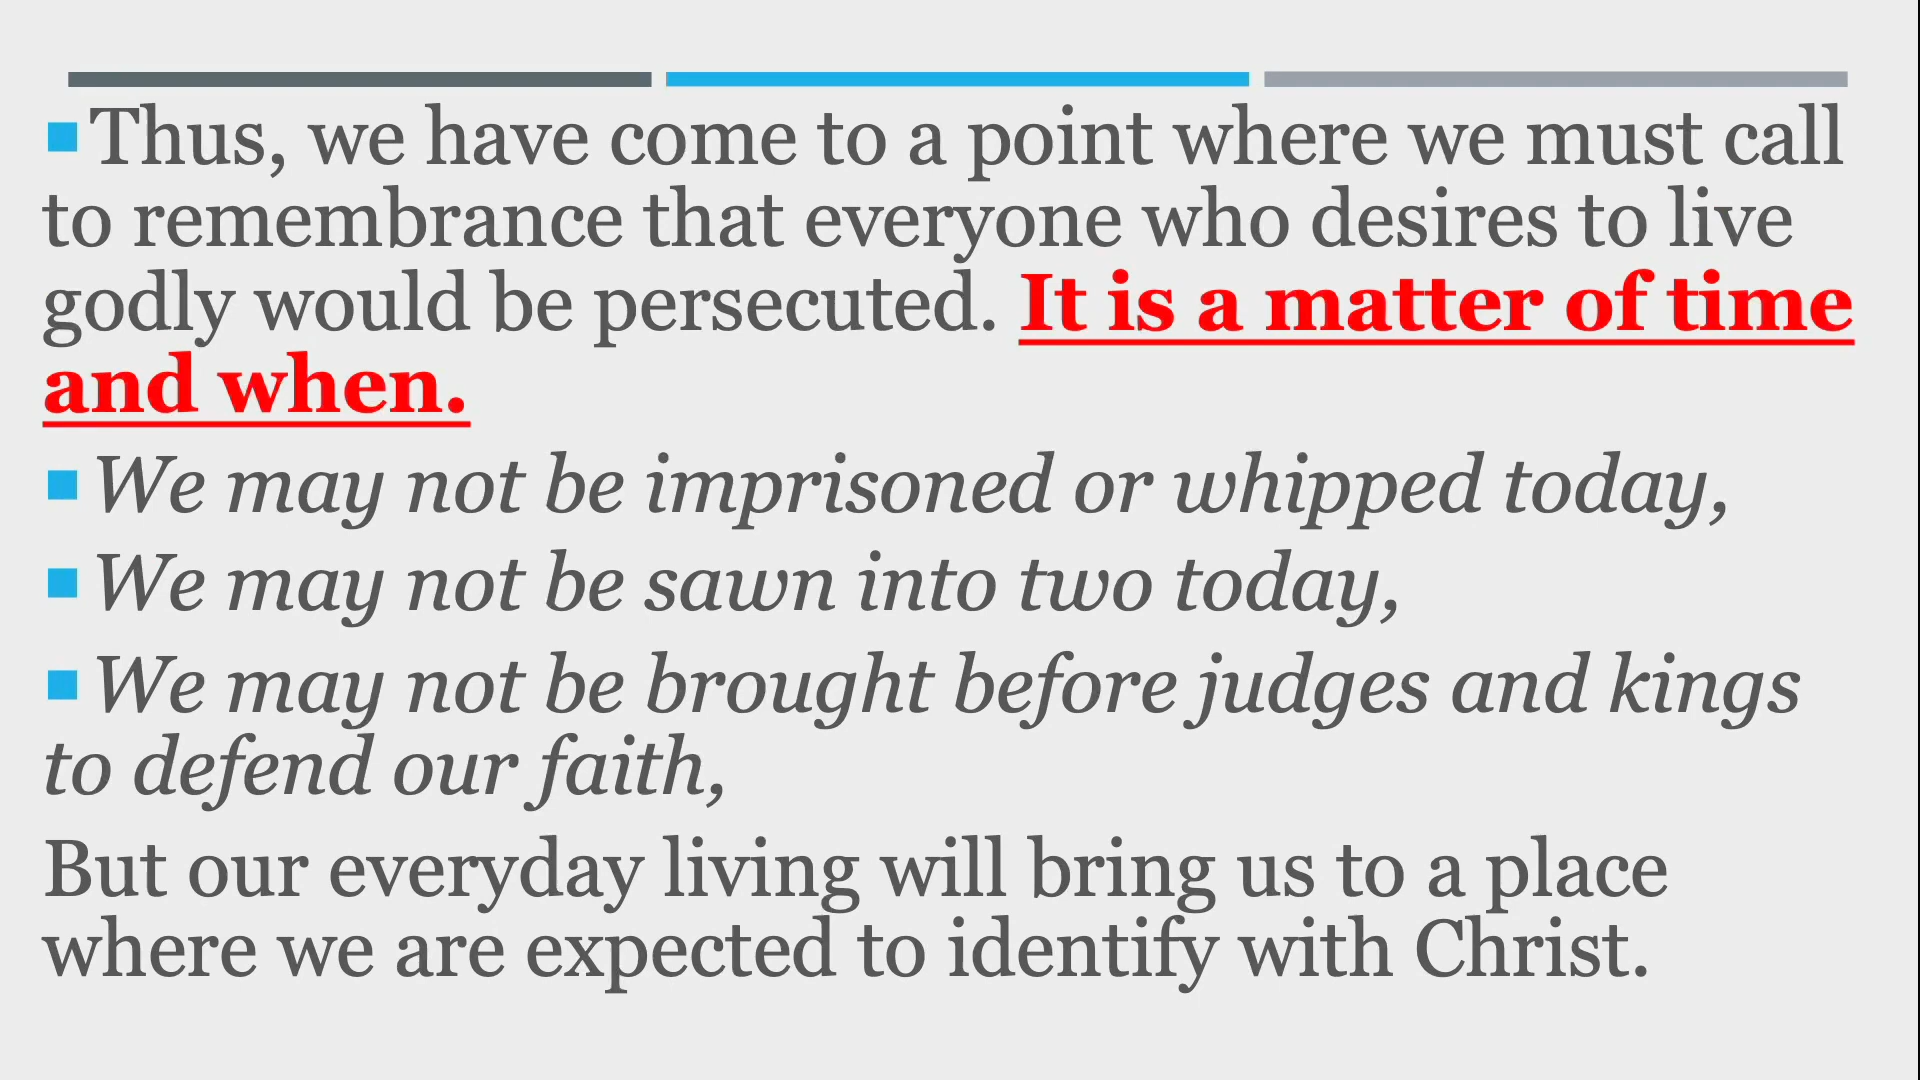 Thus, we have come to a point where we must call
to remembrance that everyone who desires to live
godly would be persecuted. It is a matter of time
and when.
We may not be imprisoned or whipped today,
We may not be sawn into two today,
We may not be brought before judges and kings
to defend our faith,
But our everyday living will bring us to a place
where we are expected to identify with Christ.